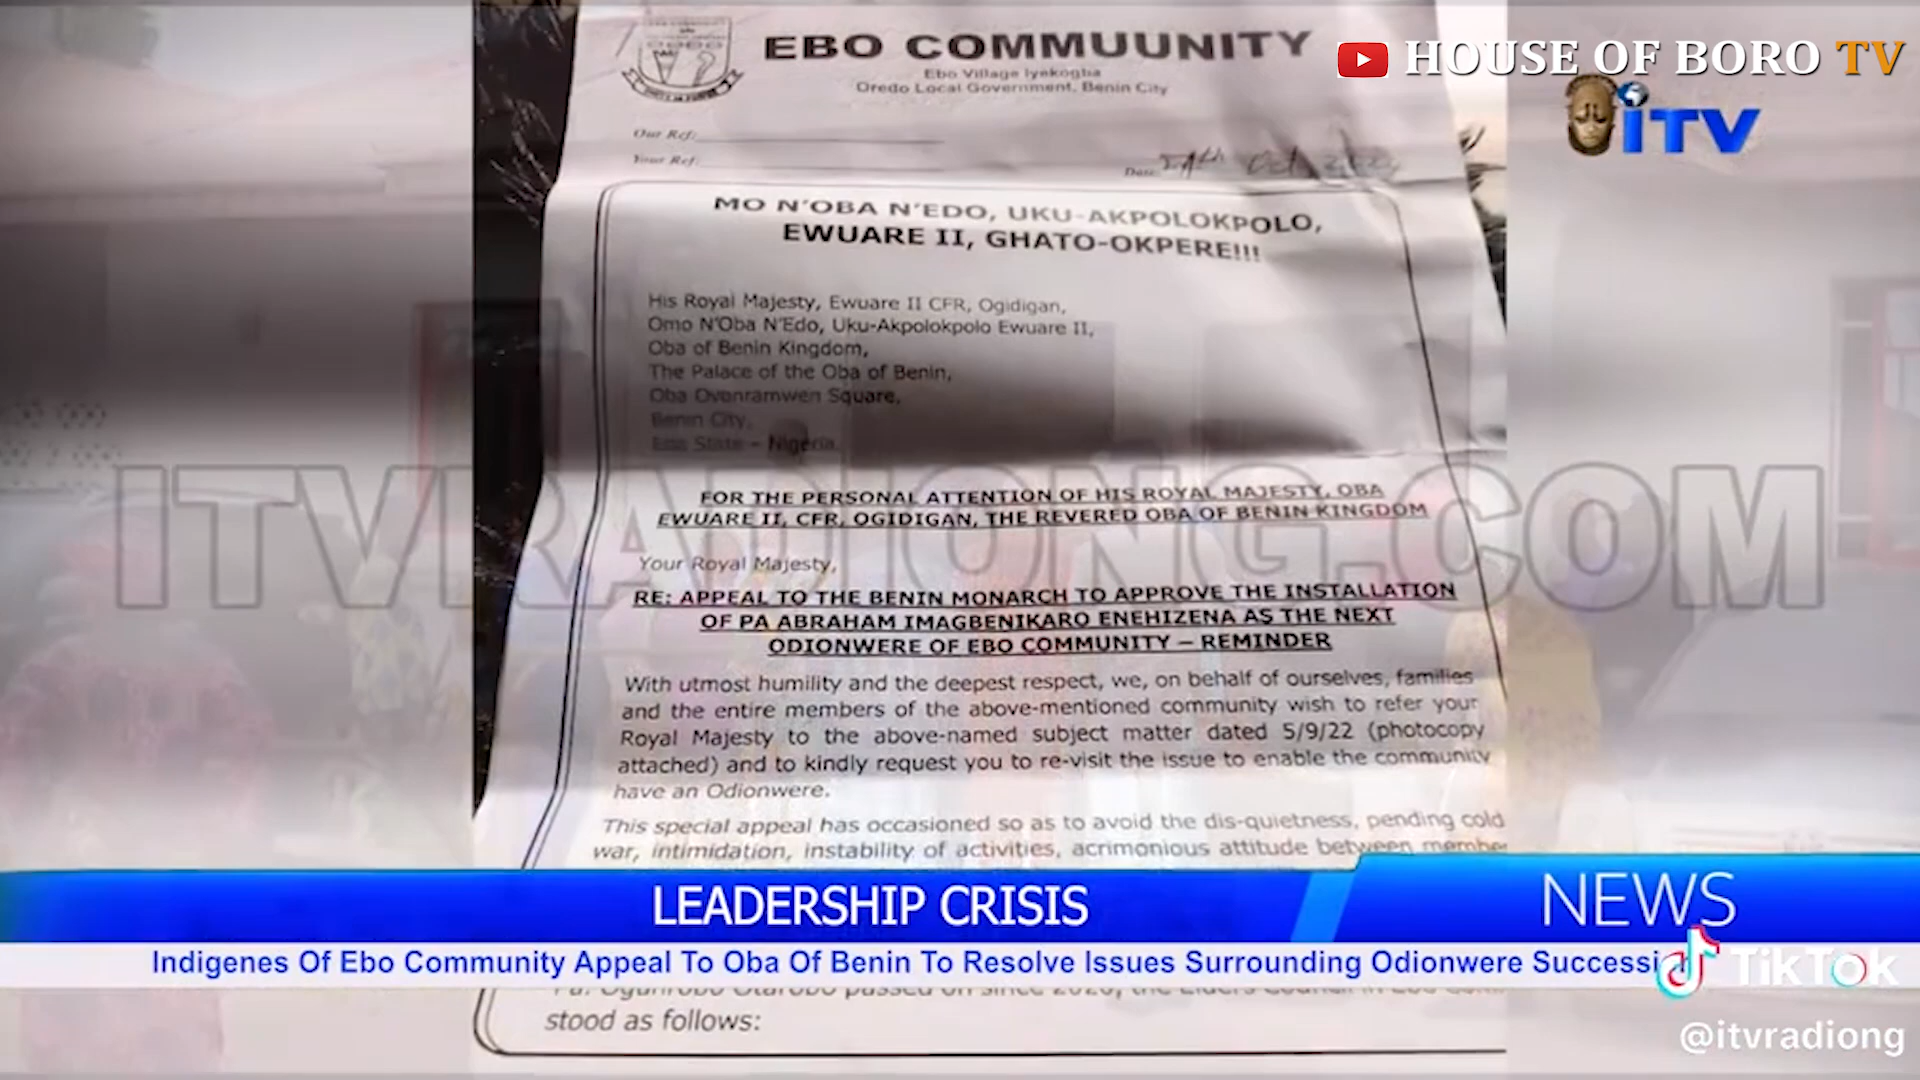 EBO COMMUUNITY
Ebo Village Iyekogba
Oredo Local Government, Benin City
HOUSE OF BORO TV
iTV
Our Ref:
Your Ref:
Date:
MO N'OBA N'EDO, UKU-AKPOLOKPOLO,
EWUARE II, GHATO-OKPERE!!!
His Royal Majesty, Ewuare II CFR, Ogidigan,
Omo N'Oba N'Edo, Uku-Akpolokpolo Ewuare II,
Oba of Benin Kingdom,
The Palace of the Oba of Benin,
Oba Ovonramwen Square,
Benin City,
State – Nigeria.
ITVRADIONG.COM
FOR THE PERSONAL ATTENTION OF HIS ROYAL MAJESTY, OBA
EWUARE II, CFR, OGIDIGAN, THE REVERED OBA OF BENIN KINGDOM
Your Royal Majesty,
RE: APPEAL TO THE BENIN MONARCH TO APPROVE THE INSTALLATION
OF PA ABRAHAM IMAGBENIKARO ENEHIZENA AS THE NEXT
ODIONWERE OF EBO COMMUNITY – REMINDER
With utmost humility and the deepest respect, we, on behalf of ourselves, families
and the entire members of the above-mentioned community wish to refer your
Royal Majesty to the above-named subject matter dated 5/9/22 (photocopy
attached) and to kindly request you to re-visit the issue to enable the community
have an Odionwere.
This special appeal has occasioned so as to avoid the dis-quietness, pending cold
war, intimidation, instability of activities, acrimonious attitude between
LEADERSHIP CRISIS
NEWS
Indigenes Of Ebo Community Appeal To Oba Of Benin To Resolve Issues Surrounding Odionwere
TikTok
stood as follows:
@itvradiong